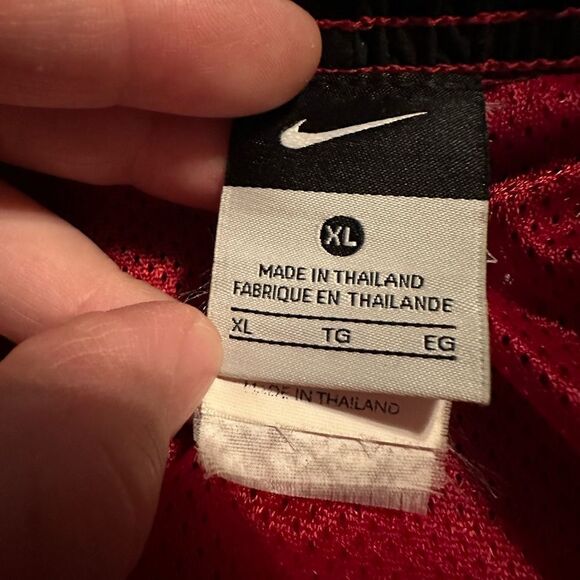 XL
MADE IN THAILAND
FABRIQUE EN THAILANDE
XL TG EG
MADE IN THAILAND